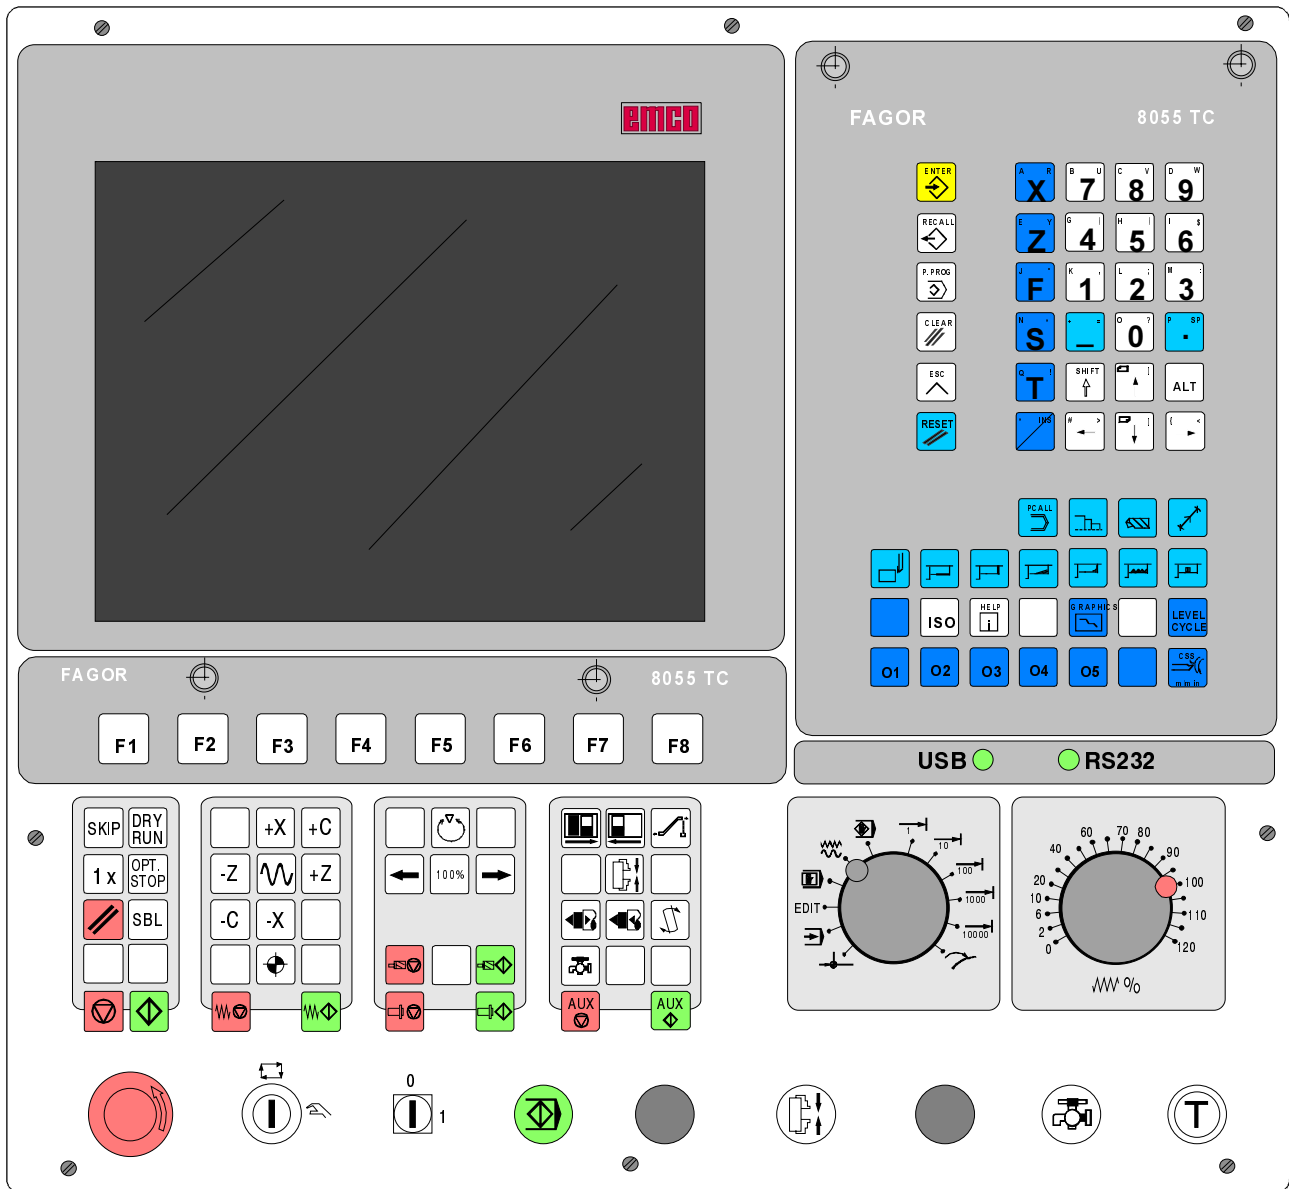 emco
FAGOR 8055 TC
ENTER A X R B 7 U C 8 V D 9 W
RECALL E Z Y G 4 | H 5 | I 6 $
P.PROG J F " K 1 , L 2 ; M 3 :
CLEAR N S * + _ = O 0 ? P . SP
ESC Q T ! SHIFT ] ALT
RESET INS # > ] { <
PCALL
ISO HELP i GRAPHICS LEVEL
CYCLE
O1 O2 O3 O4 O5 CSS
m/min
FAGOR 8055 TC
F1 F2 F3 F4 F5 F6 F7 F8
USB RS232
SKIP DRY
RUN
1 x OPT.
STOP
SBL
+X +C
-Z +Z
-C -X
100%
AUX AUX
1
10
100
1000
10000
EDIT
0 2 6 10 20 40 60 70 80 90 100 110 120
%
0
1
T